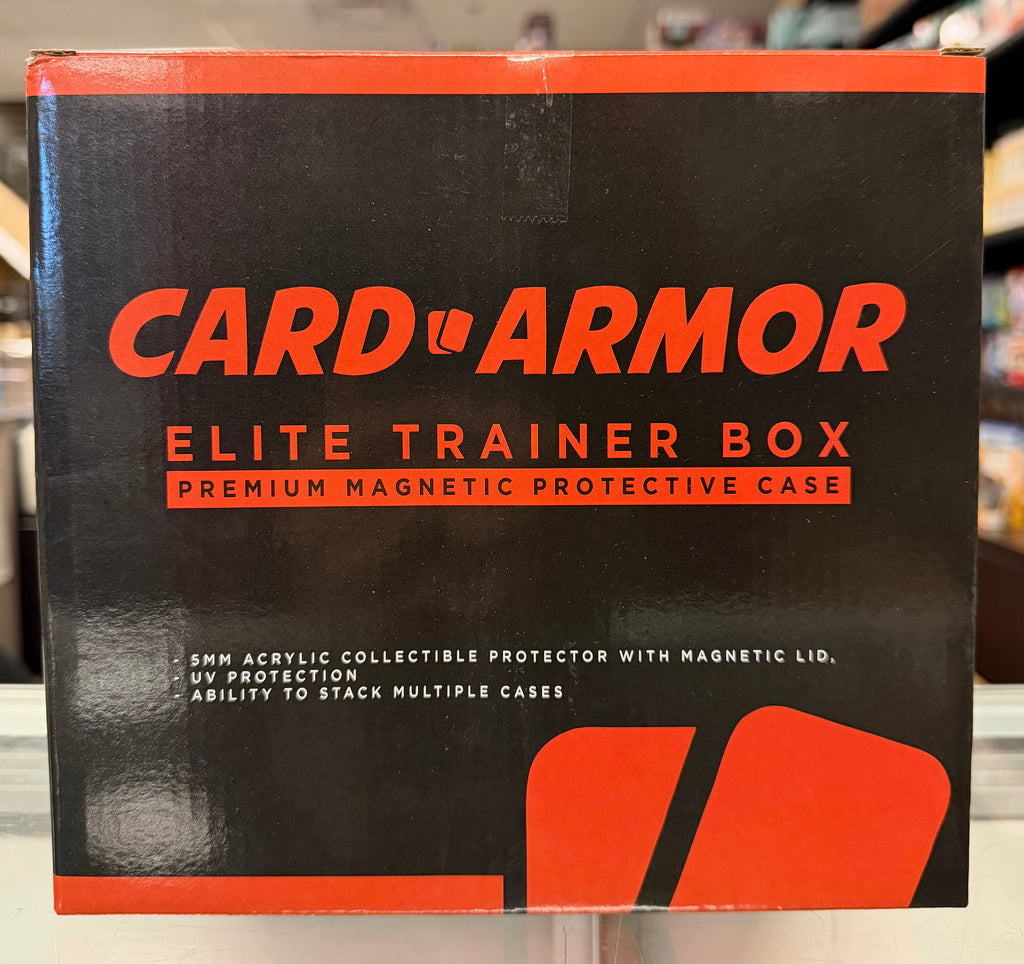 CARD ARMOR
ELITE TRAINER BOX
PREMIUM MAGNETIC PROTECTIVE CASE
- 5MM ACRYLIC COLLECTIBLE PROTECTOR WITH MAGNETIC LID.
- UV PROTECTION
- ABILITY TO STACK MULTIPLE CASES